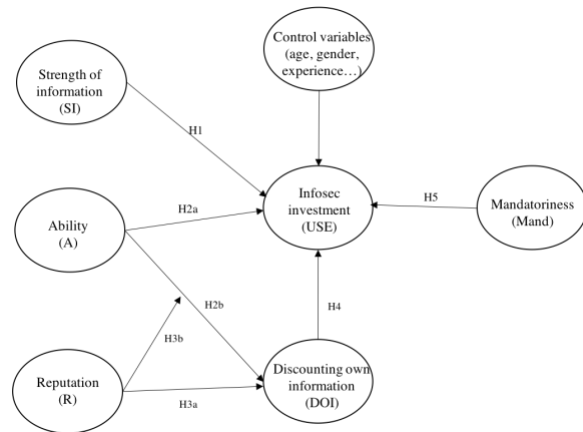 Control variables
(age, gender,
experience…)
Strength of
information
(SI)
H1
Infosec
investment
(USE)
H2a
H5
Mandatoriness
(Mand)
Ability
(A)
H2b
H4
H3b
Reputation
(R)
H3a
Discounting own
information
(DOI)